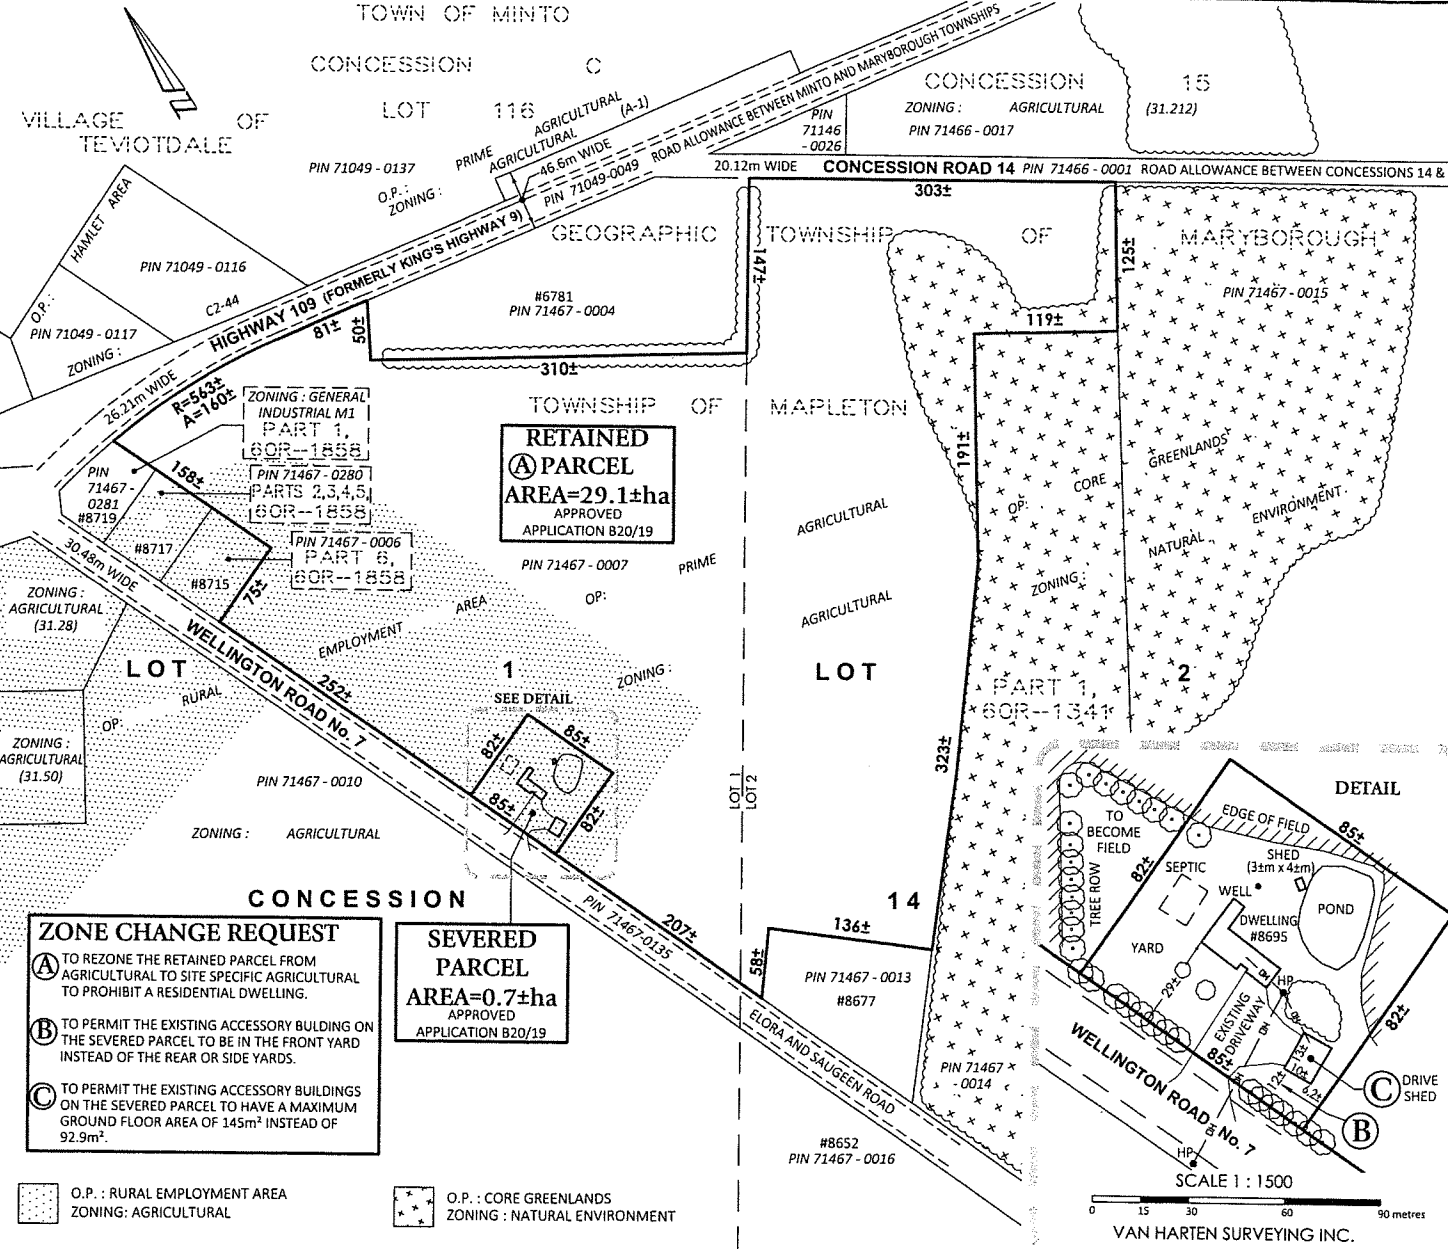 TOWN OF MINTO
CONCESSION C
LOT 116
VILLAGE OF
TEVIOTDALE
PIN 71049 - 0137
PRIME AGRICULTURAL
AGRICULTURAL (A-1)
O.P. :
ZONING :
46.6m WIDE
PIN 71049-0049 ROAD ALLOWANCE BETWEEN MINTO AND MARYBOROUGH TOWNSHIPS
PIN
71146
- 0026
CONCESSION 15
ZONING : AGRICULTURAL (31.212)
PIN 71466 - 0017
20.12m WIDE CONCESSION ROAD 14 PIN 71466 - 0001 ROAD ALLOWANCE BETWEEN CONCESSIONS 14 &
303±
GEOGRAPHIC TOWNSHIP OF MARYBOROUGH
HAMLET AREA
O.P. :
PIN 71049 - 0116
C2-44
PIN 71049 - 0117
ZONING :
HIGHWAY 109 (FORMERLY KING'S HIGHWAY 9)
81±
50±
#6781
PIN 71467 - 0004
147±
125±
PIN 71467 - 0015
119±
310±
26.21m WIDE
R=563±
A=160±
ZONING : GENERAL
INDUSTRIAL M1
PART 1,
60R--1858
PIN 71467 - 0280
PARTS 2,3,4,5,
60R--1858
PIN 71467 - 0006
PART 6,
60R--1858
TOWNSHIP OF MAPLETON
RETAINED
A PARCEL
AREA=29.1±ha
APPROVED
APPLICATION B20/19
PIN 71467 - 0007
PIN
71467 -
0281
#8719
158±
#8717
#8715
75±
30.48m WIDE
ZONING :
AGRICULTURAL
(31.28)
191±
AGRICULTURAL
PRIME
OP:
AGRICULTURAL
ZONING :
OP:
CORE
GREENLANDS
ZONING :
NATURAL
ENVIRONMENT
EMPLOYMENT AREA
RURAL
OP:
LOT 1
LOT 2
WELLINGTON ROAD No. 7
252±
SEE DETAIL
82±
85±
85±
82±
PART 1,
60R--1341
323±
LOT 1
LOT 2
ZONING :
AGRICULTURAL
(31.50)
PIN 71467 - 0010
ZONING : AGRICULTURAL
CONCESSION 14
PIN 71467-0135
207±
ELORA AND SAUGEEN ROAD
136±
58±
PIN 71467 - 0013
#8677
PIN 71467
- 0014
#8652
PIN 71467 - 0016
SEVERED
PARCEL
AREA=0.7±ha
APPROVED
APPLICATION B20/19
ZONE CHANGE REQUEST
A TO REZONE THE RETAINED PARCEL FROM
AGRICULTURAL TO SITE SPECIFIC AGRICULTURAL
TO PROHIBIT A RESIDENTIAL DWELLING.
B TO PERMIT THE EXISTING ACCESSORY BULDING ON
THE SEVERED PARCEL TO BE IN THE FRONT YARD
INSTEAD OF THE REAR OR SIDE YARDS.
C TO PERMIT THE EXISTING ACCESSORY BUILDINGS
ON THE SEVERED PARCEL TO HAVE A MAXIMUM
GROUND FLOOR AREA OF 145m² INSTEAD OF
92.9m².
O.P. : RURAL EMPLOYMENT AREA
ZONING: AGRICULTURAL
O.P. : CORE GREENLANDS
ZONING : NATURAL ENVIRONMENT
DETAIL
TO
BECOME
FIELD
TREE ROW
EDGE OF FIELD
85±
82±
SEPTIC
SHED
(3±m x 4±m)
WELL
DWELLING
#8695
POND
YARD
29±
EXISTING
DRIVEWAY
OH
HP
OH
OH
82±
85±
13±
10±
12±
6.2±
C DRIVE
SHED
B
WELLINGTON ROAD No. 7
HP
SCALE 1 : 1500
0 15 30 60 90 metres
VAN HARTEN SURVEYING INC.